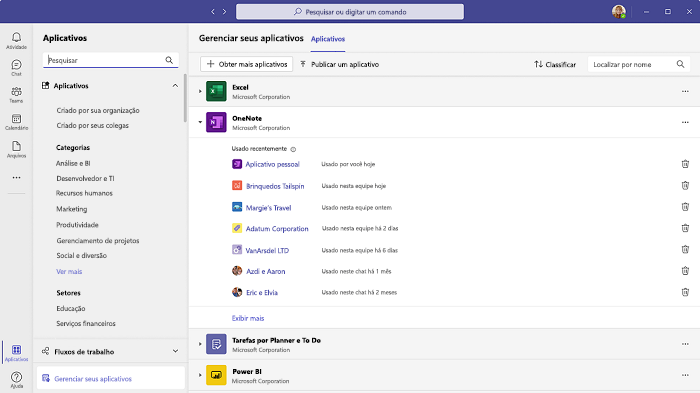 Pesquisar ou digitar um comando
Atividade
Chat
Teams
Calendário
Arquivos
Aplicativos
Ajuda
Aplicativos
Pesquisar
Aplicativos
Criado por sua organização
Criado por seus colegas
Categorias
Análise e BI
Desenvolvedor e TI
Recursos humanos
Marketing
Produtividade
Gerenciamento de projetos
Social e diversão
Ver mais
Setores
Educação
Serviços financeiros
Fluxos de trabalho
Gerenciar seus aplicativos
Gerenciar seus aplicativos Aplicativos
Obter mais aplicativos Publicar um aplicativo Classificar Localizar por nome
Excel
Microsoft Corporation
OneNote
Microsoft Corporation
Usado recentemente
Aplicativo pessoal Usado por você hoje
Brinquedos Tailspin Usado nesta equipe hoje
Margie's Travel Usado nesta equipe ontem
Adatum Corporation Usado nesta equipe há 2 dias
VanArsdel LTD Usado nesta equipe há 6 dias
Azdi e Aaron Usado neste chat há 1 mês
Eric e Elvia Usado neste chat há 2 meses
Exibir mais
Tarefas por Planner e To Do
Microsoft Corporation
Power BI
Microsoft Corporation